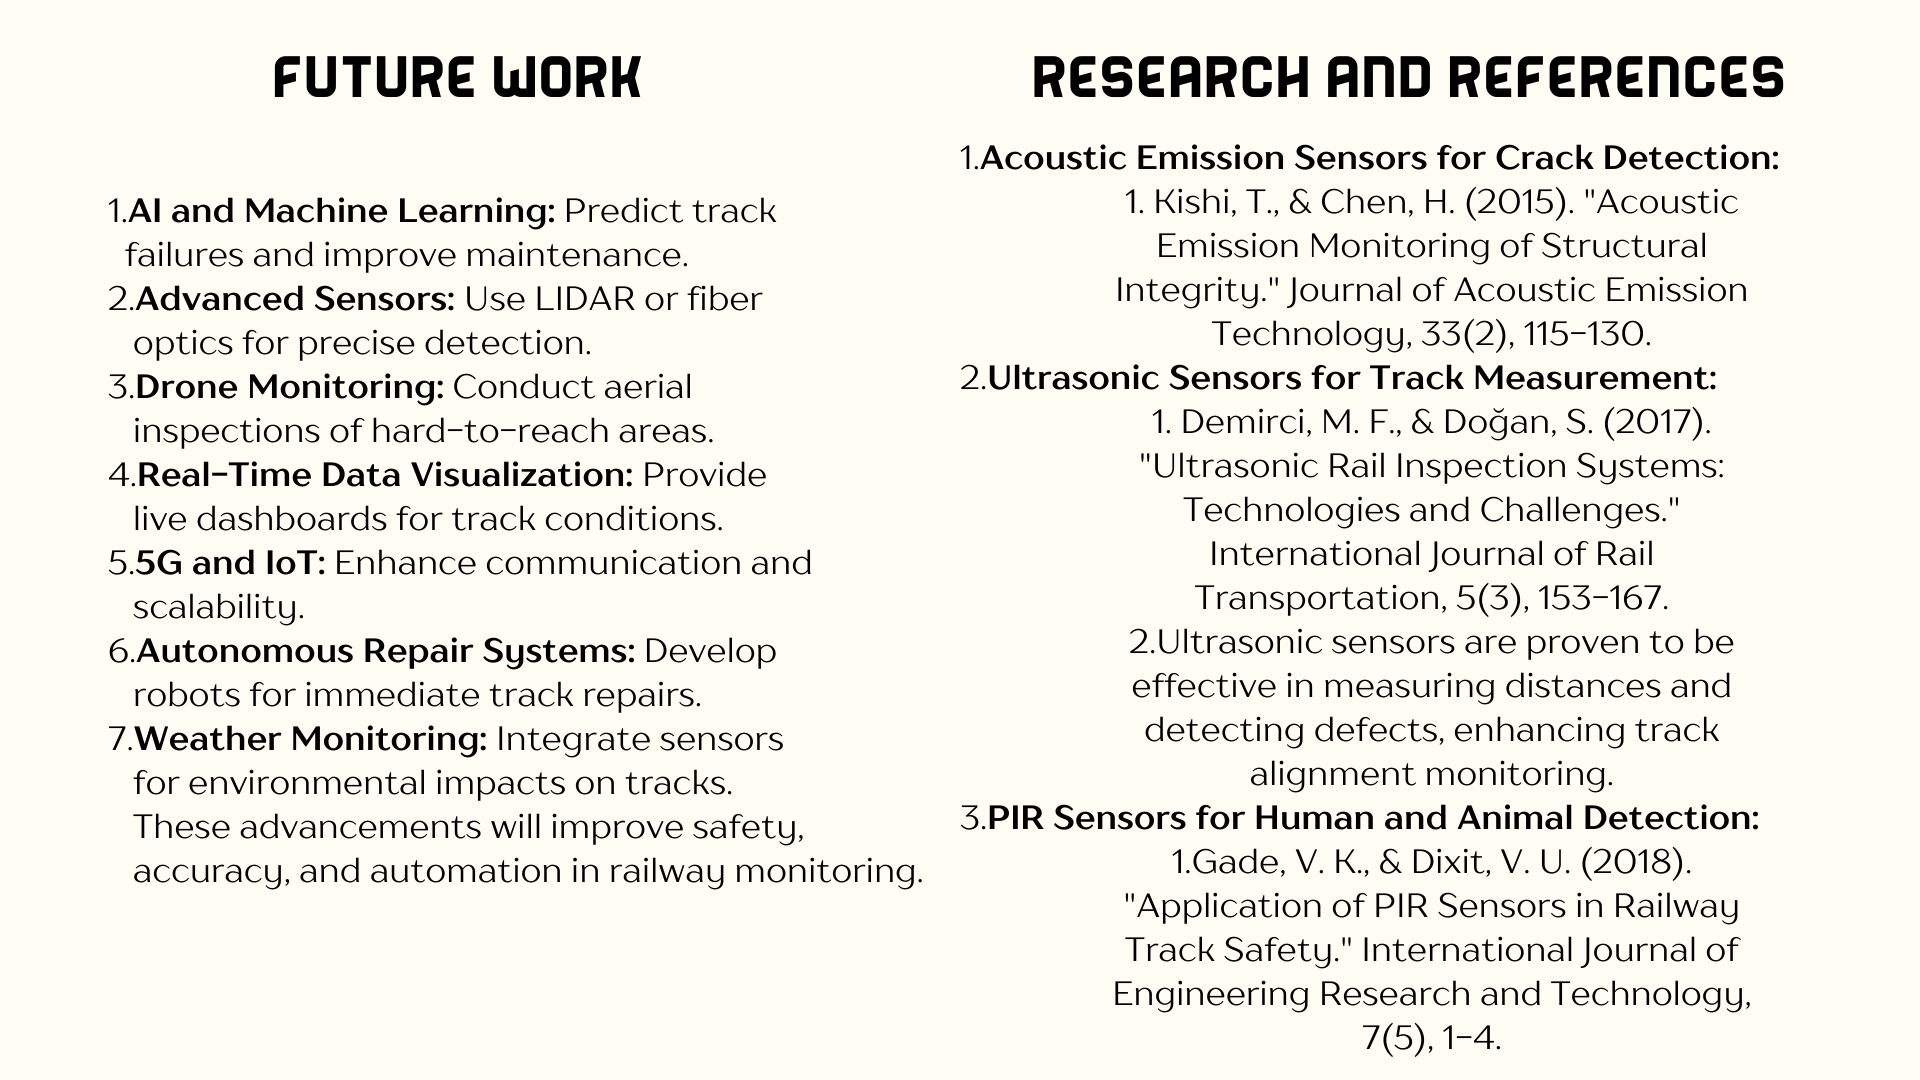 FUTURE WORK
1.AI and Machine Learning: Predict track
failures and improve maintenance.
2.Advanced Sensors: Use LIDAR or fiber
optics for precise detection.
3.Drone Monitoring: Conduct aerial
inspections of hard-to-reach areas.
4.Real-Time Data Visualization: Provide
live dashboards for track conditions.
5.5G and IoT: Enhance communication and
scalability.
6.Autonomous Repair Systems: Develop
robots for immediate track repairs.
7.Weather Monitoring: Integrate sensors
for environmental impacts on tracks.
These advancements will improve safety,
accuracy, and automation in railway monitoring.
RESEARCH AND REFERENCES
1.Acoustic Emission Sensors for Crack Detection:
1. Kishi, T., & Chen, H. (2015). "Acoustic
Emission Monitoring of Structural
Integrity." Journal of Acoustic Emission
Technology, 33(2), 115-130.
2.Ultrasonic Sensors for Track Measurement:
1. Demirci, M. F., & Doğan, S. (2017).
"Ultrasonic Rail Inspection Systems:
Technologies and Challenges."
International Journal of Rail
Transportation, 5(3), 153-167.
2.Ultrasonic sensors are proven to be
effective in measuring distances and
detecting defects, enhancing track
alignment monitoring.
3.PIR Sensors for Human and Animal Detection:
1.Gade, V. K., & Dixit, V. U. (2018).
"Application of PIR Sensors in Railway
Track Safety." International Journal of
Engineering Research and Technology,
7(5), 1-4.